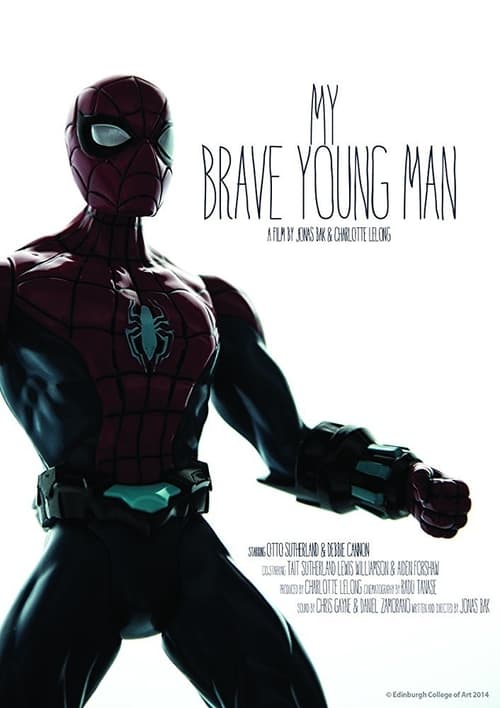 MY
BRAVE YOUNG MAN
A FILM BY JONAS BAK & CHARLOTTE LELONG
STARRING OTTO SUTHERLAND & DEBBIE CANNON
CO.STARRING TAIT SUTHERLAND LEWIS WILLIAMSON & AIDEN FORSHAW
PRODUCED BY CHARLOTTE LELONG CINEMATOGRAPHY BY RADU TANASE
SOUND BY CHRIS GAYNE & DANIEL ZAMORANO WRITTEN AND DIRECTED BY JONAS BAK
© Edinburgh College of Art 2014